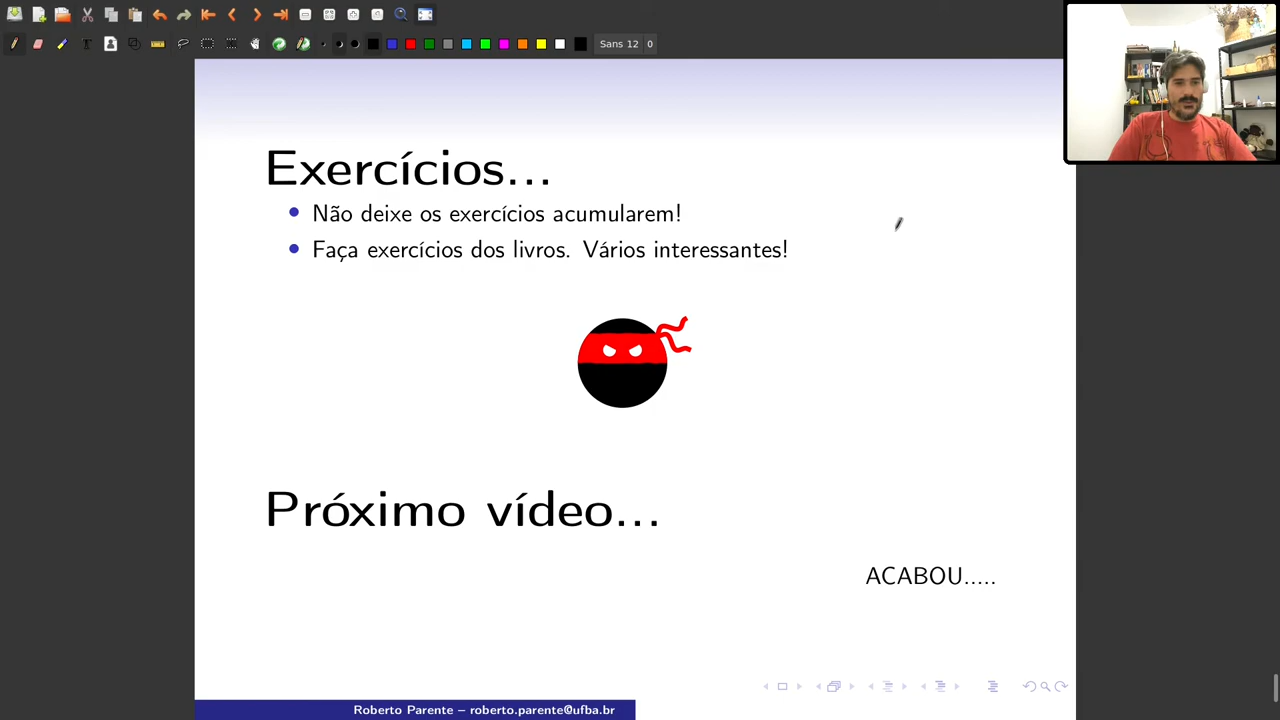 Sans 12 0
Exercícios...
Não deixe os exercícios acumularem!
Faça exercícios dos livros. Vários interessantes!
Próximo vídeo...
ACABOU.....
Roberto Parente – roberto.parente@ufba.br